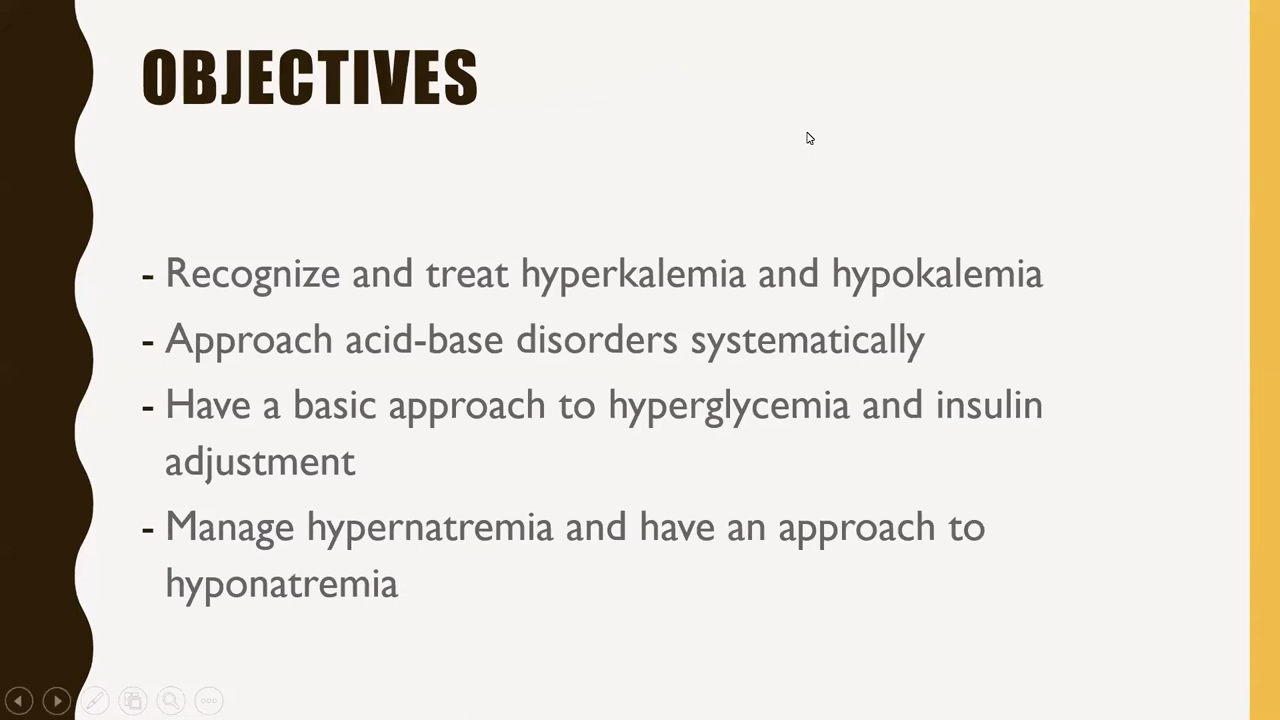 OBJECTIVES
- Recognize and treat hyperkalemia and hypokalemia
- Approach acid-base disorders systematically
- Have a basic approach to hyperglycemia and insulin
adjustment
- Manage hypernatremia and have an approach to
hyponatremia